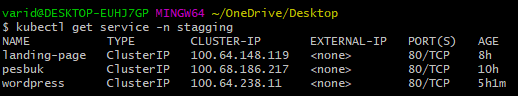 varid@DESKTOP-EUHJ7GP MINGW64 ~/OneDrive/Desktop
$ kubectl get service -n stagging
NAME TYPE CLUSTER-IP EXTERNAL-IP PORT(S) AGE
landing-page ClusterIP 100.64.148.119 <none> 80/TCP 8h
pesbuk ClusterIP 100.68.186.217 <none> 80/TCP 10h
wordpress ClusterIP 100.64.238.11 <none> 80/TCP 5h1m